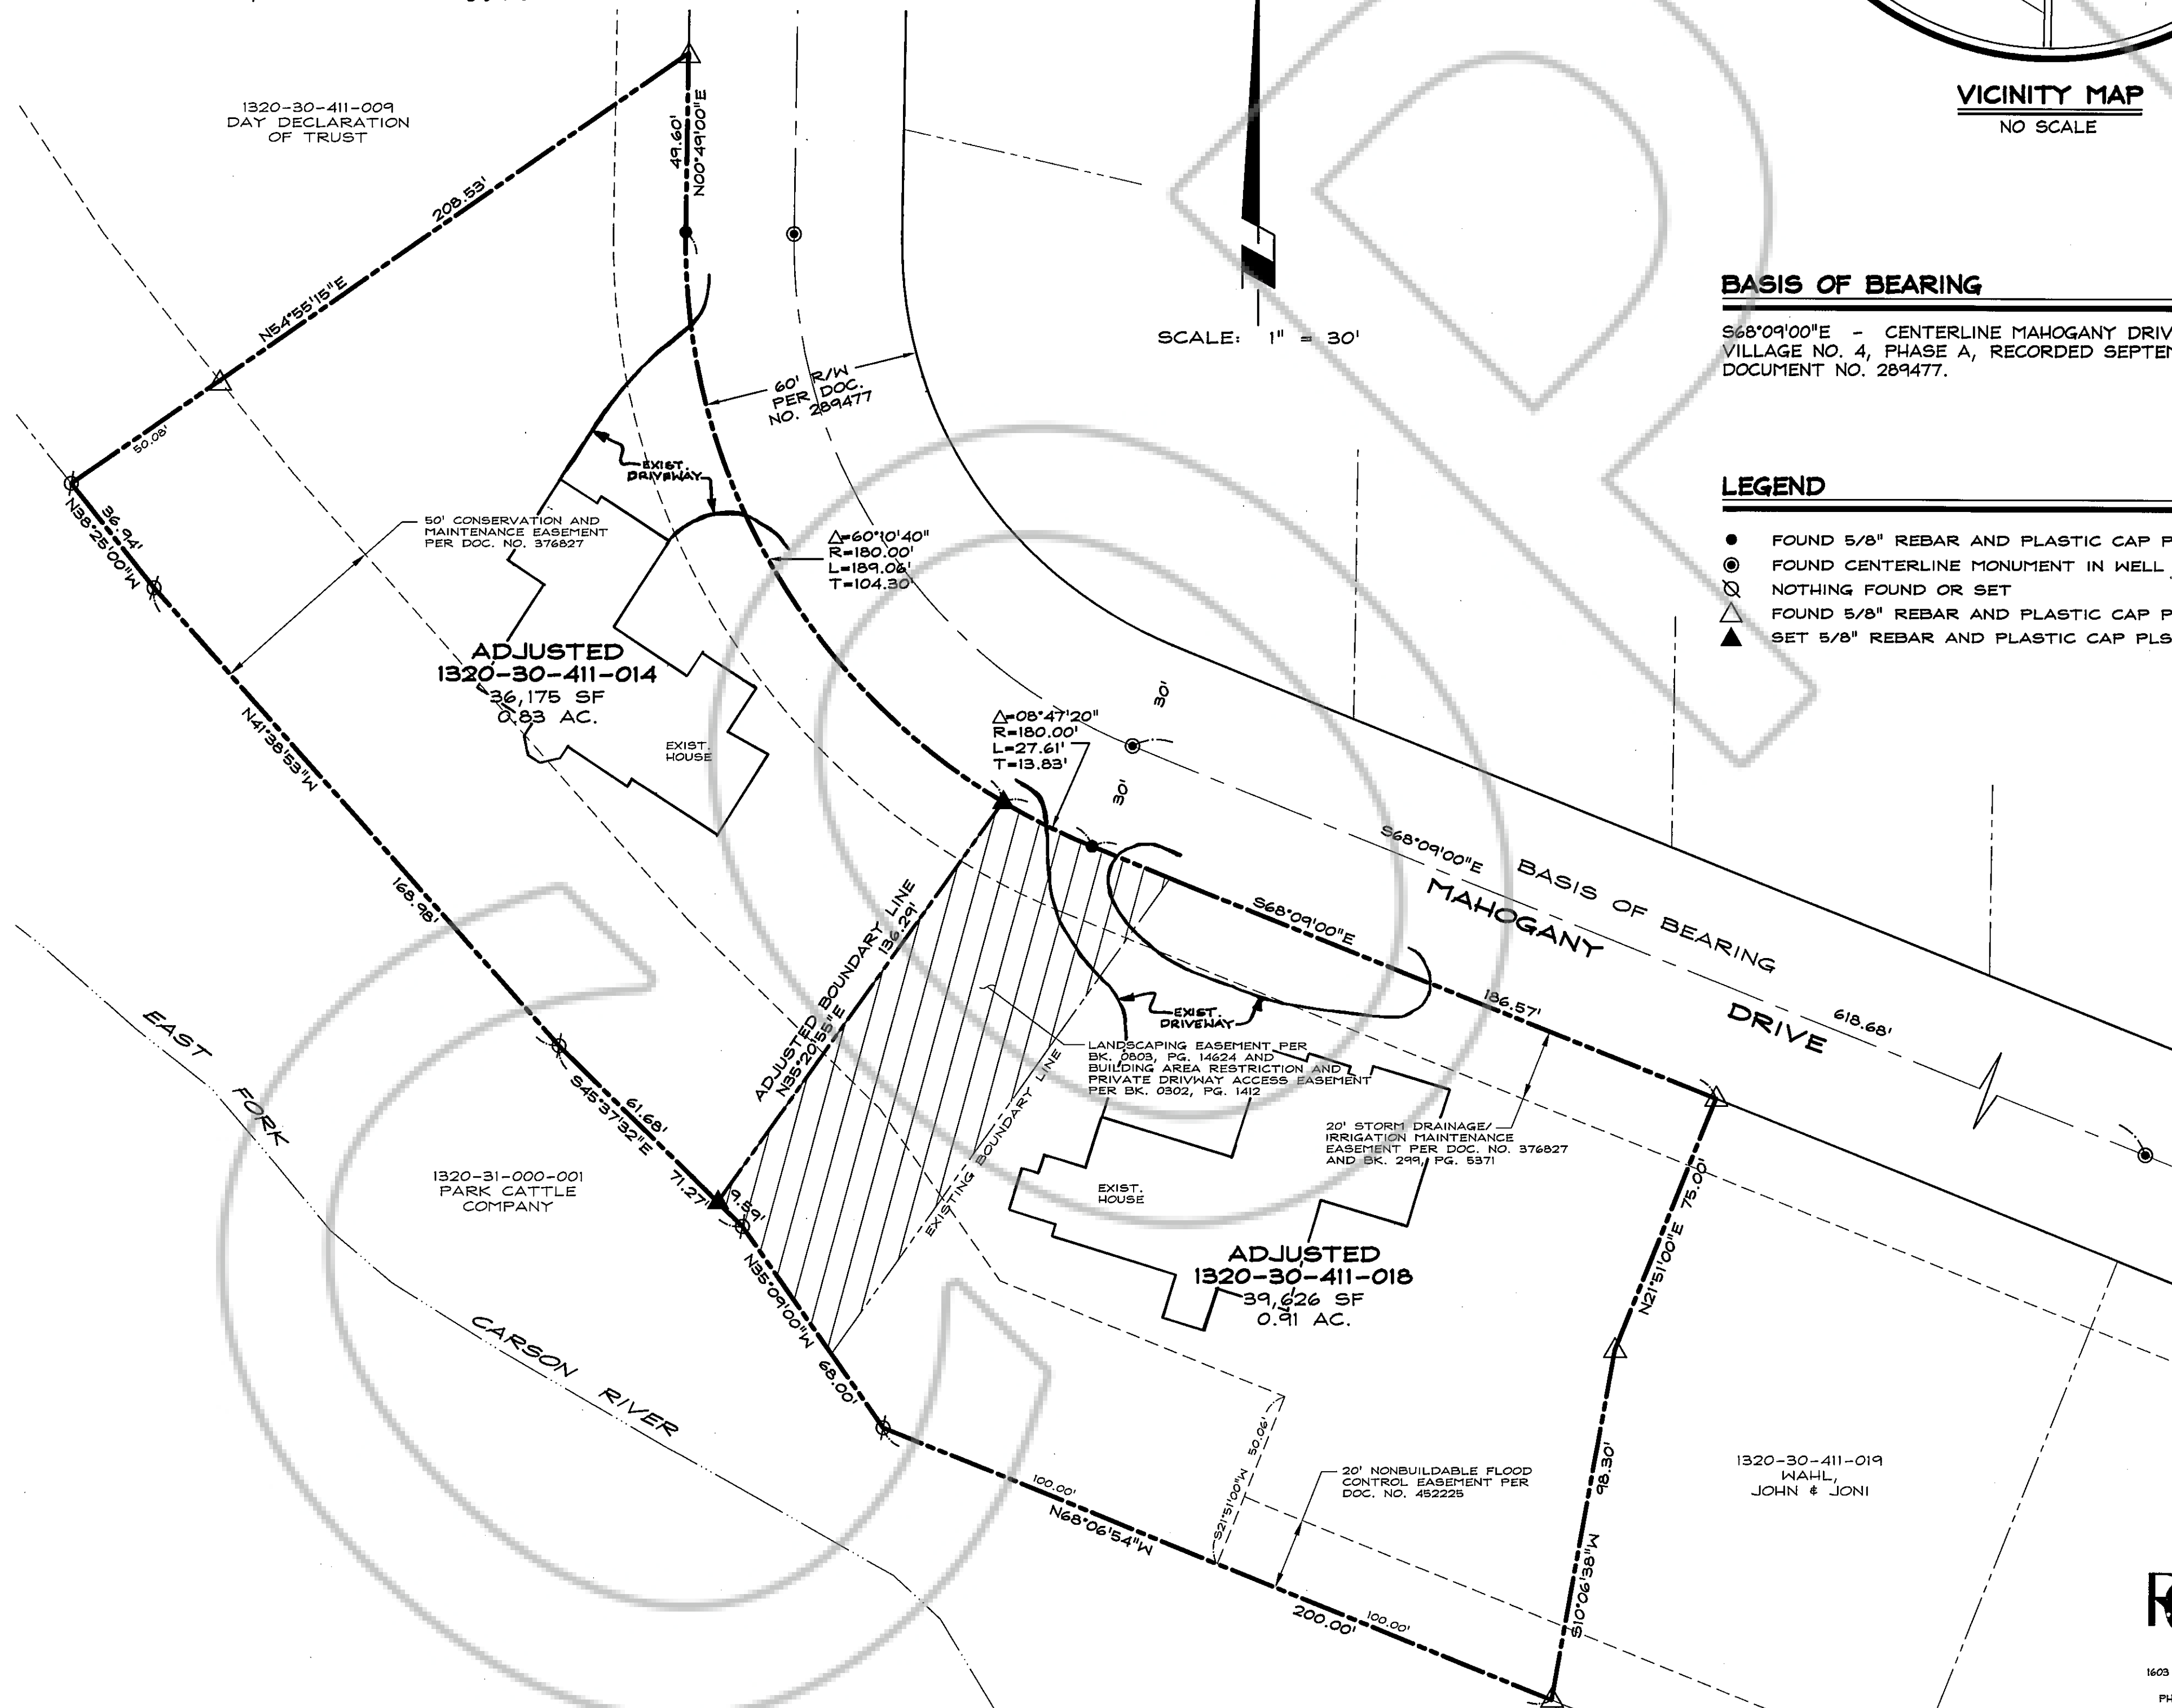 VICINITY MAP
NO SCALE
1320-30-411-009
DAY DECLARATION
OF TRUST
49.60'
N00°49'00"E
208.53'
N54°55'15"E
50.08'
SCALE: 1" = 30'
BASIS OF BEARING
S68°09'00"E - CENTERLINE MAHOGANY
VILLAGE NO. 4, PHASE A, RECORDED
DOCUMENT NO. 289477.
60' R/W
PER DOC.
NO. 289477
EXIST.
DRIVEWAY
LEGEND
FOUND 5/8" REBAR AND PLASTIC CAP
FOUND CENTERLINE MONUMENT IN WELL
NOTHING FOUND OR SET
FOUND 5/8" REBAR AND PLASTIC CAP
SET 5/8" REBAR AND PLASTIC CAP PLS
36.94'
N38°25'00"W
50' CONSERVATION AND
MAINTENANCE EASEMENT
PER DOC. NO. 376827
Δ=60°10'40"
R=180.00'
L=189.06'
T=104.30'
ADJUSTED
1320-30-411-014
36,175 SF
0.83 AC.
EXIST.
HOUSE
N41°38'53"W
168.98'
Δ=08°47'20"
R=180.00'
L=27.61'
T=13.83'
30'
30'
S68°09'00"E
BASIS OF BEARING
MAHOGANY
DRIVE
618.68'
S68°09'00"E
186.57'
ADJUSTED BOUNDARY LINE
N35°20'55"E
136.29'
EXIST.
DRIVEWAY
LANDSCAPING EASEMENT PER
BK. 0803, PG. 14624 AND
BUILDING AREA RESTRICTION AND
PRIVATE DRIVWAY ACCESS EASEMENT
PER BK. 0302, PG. 1412
EXISTING BOUNDARY LINE
20' STORM DRAINAGE/
IRRIGATION MAINTENANCE
EASEMENT PER DOC. NO. 376827
AND BK. 299, PG. 5371
EAST
FORK
CARSON
RIVER
61.68'
S45°37'32"E
71.27'
9.59'
1320-31-000-001
PARK CATTLE
COMPANY
EXIST.
HOUSE
ADJUSTED
1320-30-411-018
39,626 SF
0.91 AC.
N21°51'00"E 75.00'
N35°09'00"W
68.00'
100.00'
N68°06'54"W
S21°51'00"W 50.06'
20' NONBUILDABLE FLOOD
CONTROL EASEMENT PER
DOC. NO. 452225
98.30'
S10°06'38"W
1320-30-411-019
WAHL,
JOHN & JONI
200.00'
100.00'
1603
COP